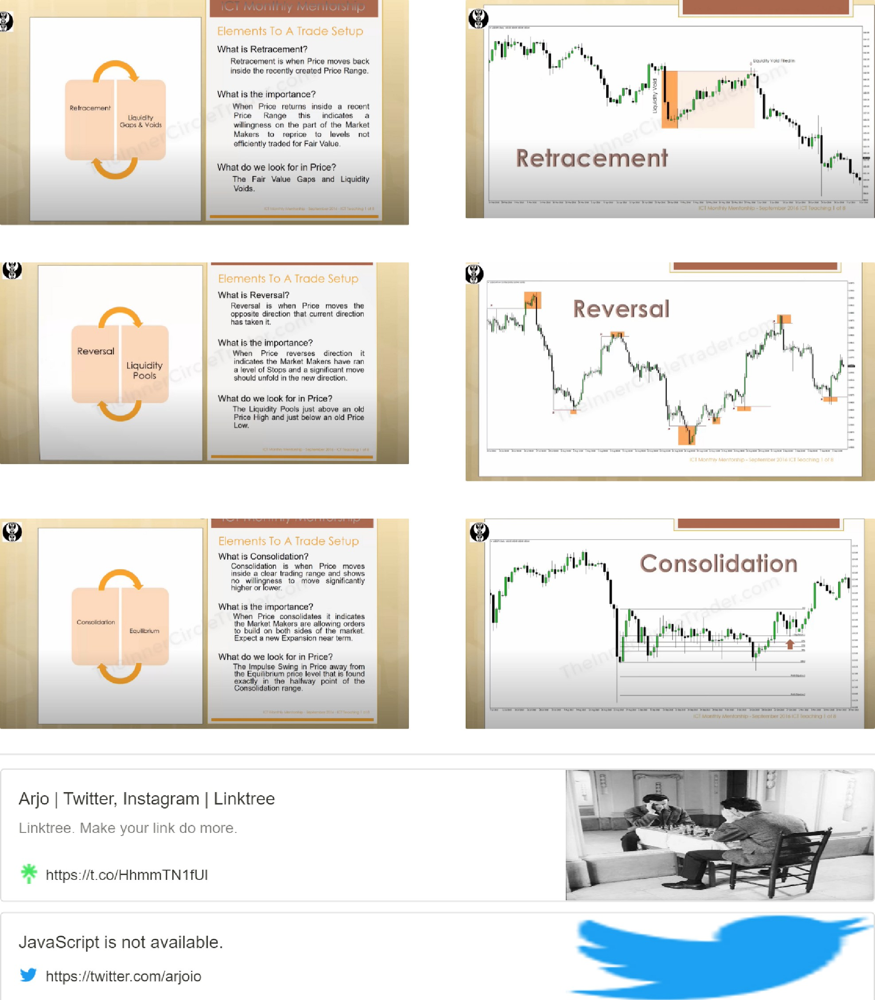 ICT Monthly Mentorship
Elements To A Trade Setup
What is Retracement?
Retracement is when Price moves back
inside the recently created Price Range.
What is the importance?
When Price returns inside a recent
Price Range this indicates a
willingness on the part of the Market
Makers to reprice to levels not
efficiently traded for Fair Value.
What do we look for in Price?
The Fair Value Gaps and Liquidity
Voids.
ICT Monthly Mentorship - September 2016 - ICT Teaching 1 of 8
Retracement
Liquidity
Gaps & Voids
TheInnerCircleTrader.com
Liquidity Void Filled In
Liquidity Void
Retracement
TheInnerCircleTrader.com
ICT Monthly Mentorship - September 2016 ICT Teaching 1 of 8
Elements To A Trade Setup
What is Reversal?
Reversal is when Price moves the
opposite direction that current direction
has taken it.
What is the importance?
When Price reverses direction it
indicates the Market Makers have ran
a level of Stops and a significant move
should unfold in the new direction.
What do we look for in Price?
The Liquidity Pools just above an old
Price High and just below an old Price
Low.
ICT Monthly Mentorship - September 2016 - ICT Teaching 1 of 8
Reversal
Liquidity
Pools
TheInnerCircleTrader.com
Reversal
TheInnerCircleTrader.com
ICT Monthly Mentorship - September 2016 ICT Teaching 1 of 8
ICT Monthly Mentorship
Elements To A Trade Setup
What is Consolidation?
Consolidation is when Price moves
inside a clear trading range and shows
no willingness to move significantly
higher or lower.
What is the importance?
When Price consolidates it indicates
the Market Makers are allowing orders
to build on both sides of the market.
Expect a new Expansion near term.
What do we look for in Price?
The Impulse Swing in Price away from
the Equilibrium price level that is found
exactly in the halfway point of the
Consolidation range.
ICT Monthly Mentorship - September 2016 - ICT Teaching 1 of 8
Consolidation
Equilibrium
TheInnerCircleTrader.com
Consolidation
TheInnerCircleTrader.com
ICT Monthly Mentorship - September 2016 ICT Teaching 1 of 8
Arjo | Twitter, Instagram | Linktree
Linktree. Make your link do more.
https://t.co/HhmmTN1fUl
JavaScript is not available.
https://twitter.com/arjoio